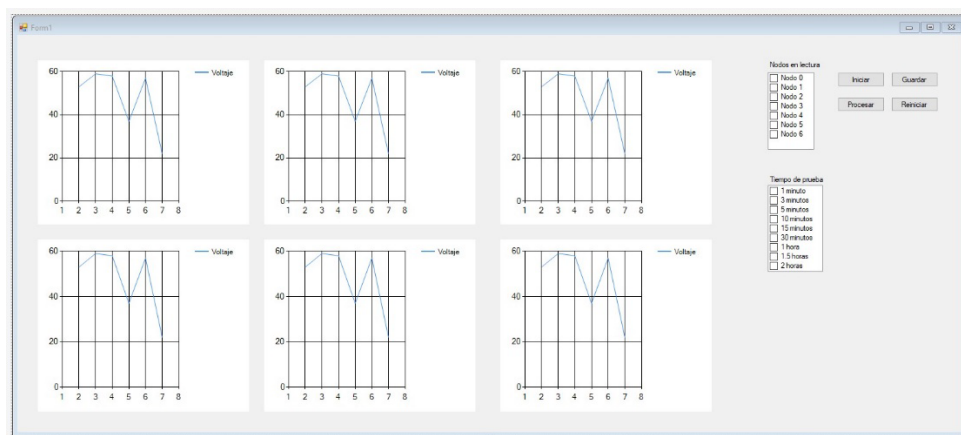 Form1
60
40
20
0
1 2 3 4 5 6 7 8
Voltaje
60
40
20
0
1 2 3 4 5 6 7 8
Voltaje
60
40
20
0
1 2 3 4 5 6 7 8
Voltaje
60
40
20
0
1 2 3 4 5 6 7 8
Voltaje
60
40
20
0
1 2 3 4 5 6 7 8
Voltaje
60
40
20
0
1 2 3 4 5 6 7 8
Voltaje
Nodos en lectura
Nodo 0
Nodo 1
Nodo 2
Nodo 3
Nodo 4
Nodo 5
Nodo 6
Iniciar Guardar
Procesar Reiniciar
Tiempo de prueba
1 minuto
3 minutos
5 minutos
10 minutos
15 minutos
30 minutos
1 hora
1.5 horas
2 horas